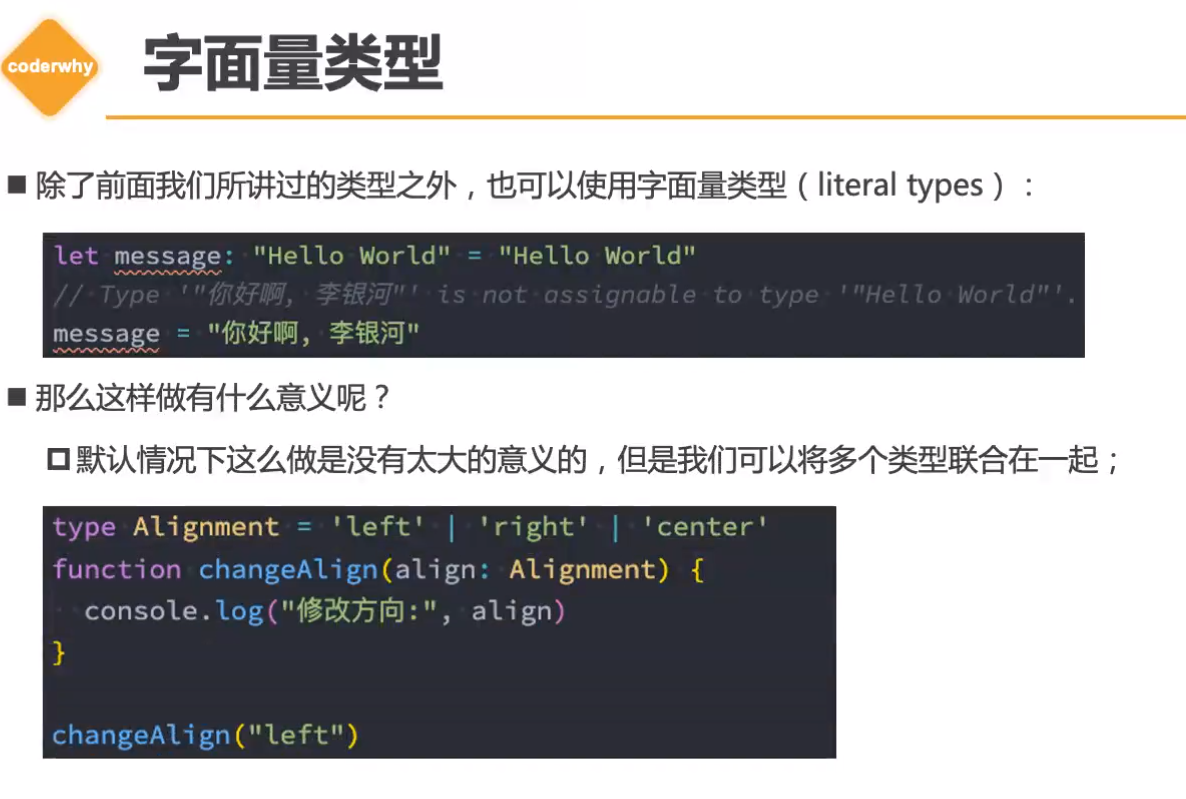 coderwhy
字面量类型
■ 除了前面我们所讲过的类型之外，也可以使用字面量类型（literal types）：
let message: "Hello World" = "Hello World"
// Type '"你好啊, 李银河"' is not assignable to type '"Hello World"'.
message = "你好啊, 李银河"
■ 那么这样做有什么意义呢？
默认情况下这么做是没有太大的意义的，但是我们可以将多个类型联合在一起；
type Alignment = 'left' | 'right' | 'center'
function changeAlign(align: Alignment) {
  console.log("修改方向:", align)
}
changeAlign("left")